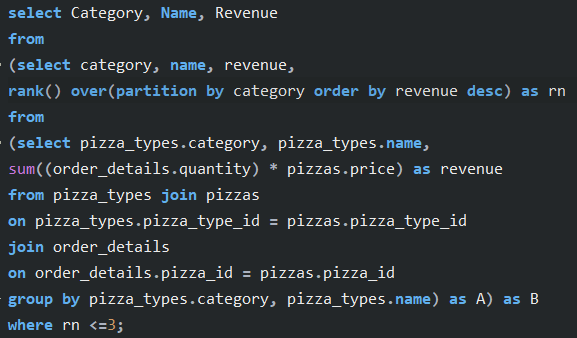 select Category, Name, Revenue
from
(select category, name, revenue,
rank() over(partition by category order by revenue desc) as rn
from
(select pizza_types.category, pizza_types.name,
sum((order_details.quantity) * pizzas.price) as revenue
from pizza_types join pizzas
on pizza_types.pizza_type_id = pizzas.pizza_type_id
join order_details
on order_details.pizza_id = pizzas.pizza_id
group by pizza_types.category, pizza_types.name) as A) as B
where rn <=3;